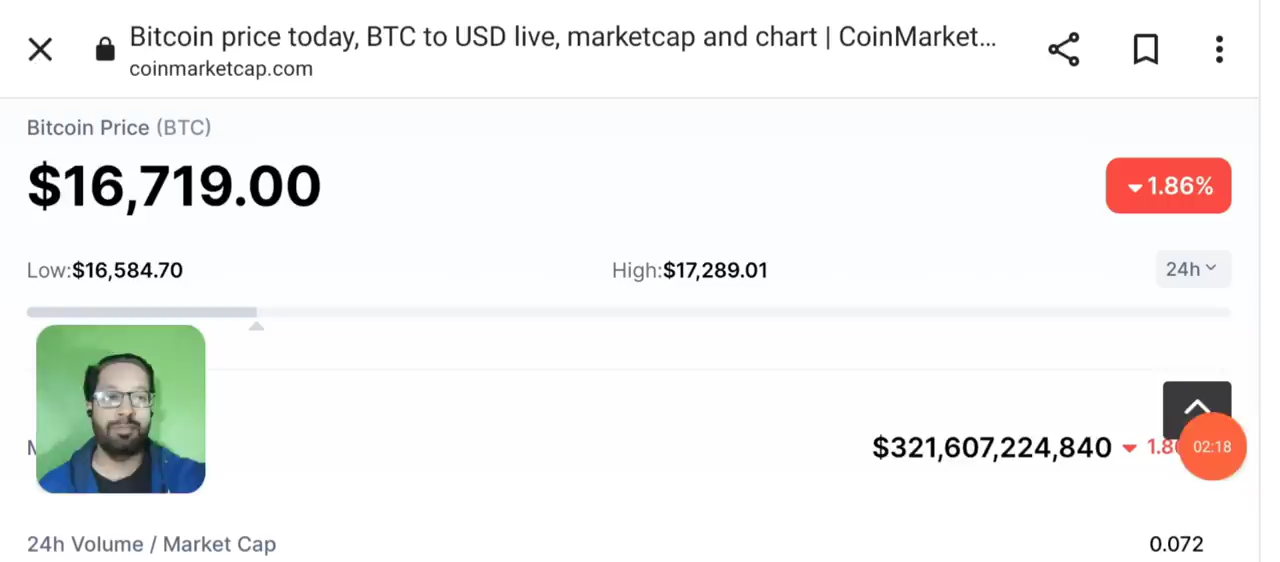 Bitcoin price today, BTC to USD live, marketcap and chart | CoinMarket...
coinmarketcap.com
Bitcoin Price (BTC)
$16,719.00
1.86%
Low:$16,584.70
High:$17,289.01
24h
$321,607,224,840
1.8
02:18
24h Volume / Market Cap
0.072